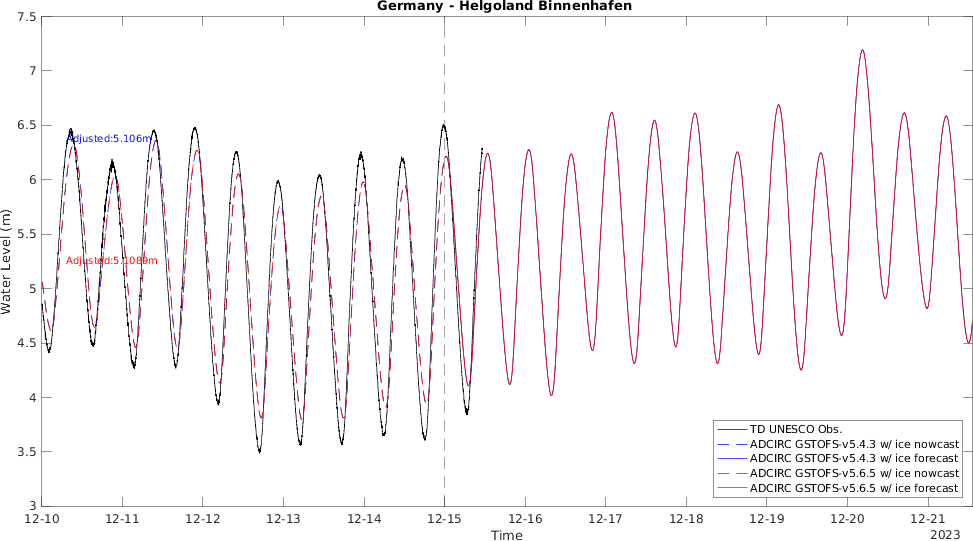 Germany - Helgoland Binnenhafen
7.5
7
6.5
6
5.5
5
4.5
4
3.5
3
Water Level (m)
Adjusted:5.106m
Adjusted:5.1089m
TD UNESCO Obs.
ADCIRC GSTOFS-v5.4.3 w/ ice nowcast
ADCIRC GSTOFS-v5.4.3 w/ ice forecast
ADCIRC GSTOFS-v5.6.5 w/ ice nowcast
ADCIRC GSTOFS-v5.6.5 w/ ice forecast
12-10 12-11 12-12 12-13 12-14 12-15 12-16 12-17 12-18 12-19 12-20 12-21
Time
2023